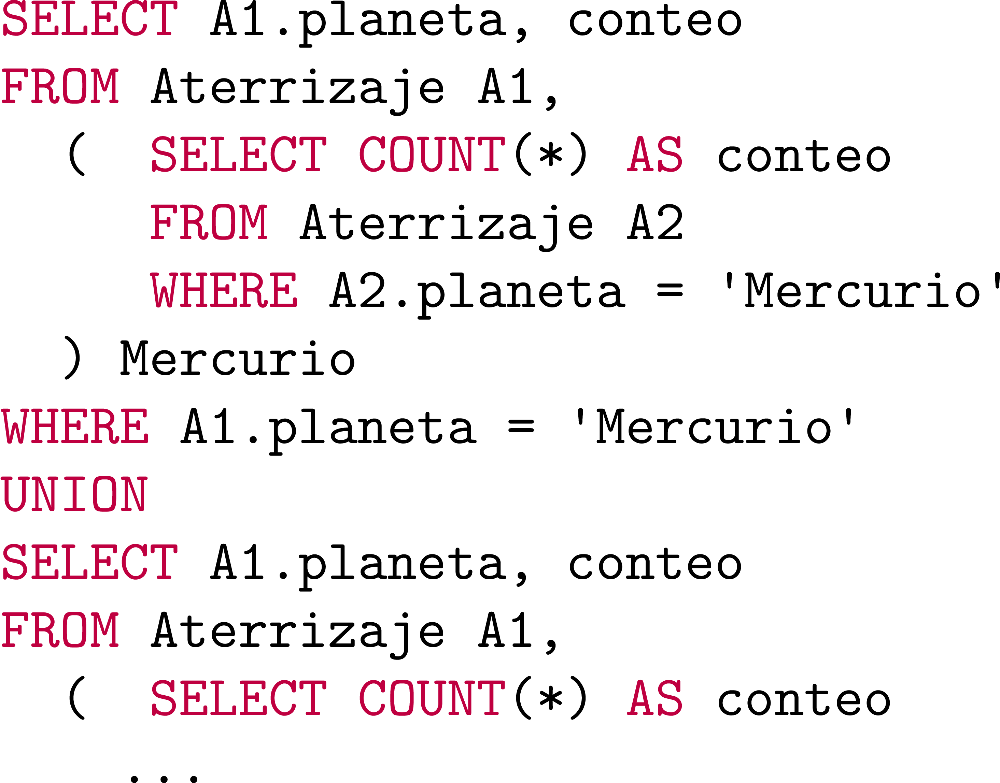 SELECT A1.planeta, conteo
FROM Aterrizaje A1,
( SELECT COUNT(*) AS conteo
FROM Aterrizaje A2
WHERE A2.planeta = 'Mercurio'
) Mercurio
WHERE A1.planeta = 'Mercurio'
UNION
SELECT A1.planeta, conteo
FROM Aterrizaje A1,
( SELECT COUNT(*) AS conteo
...